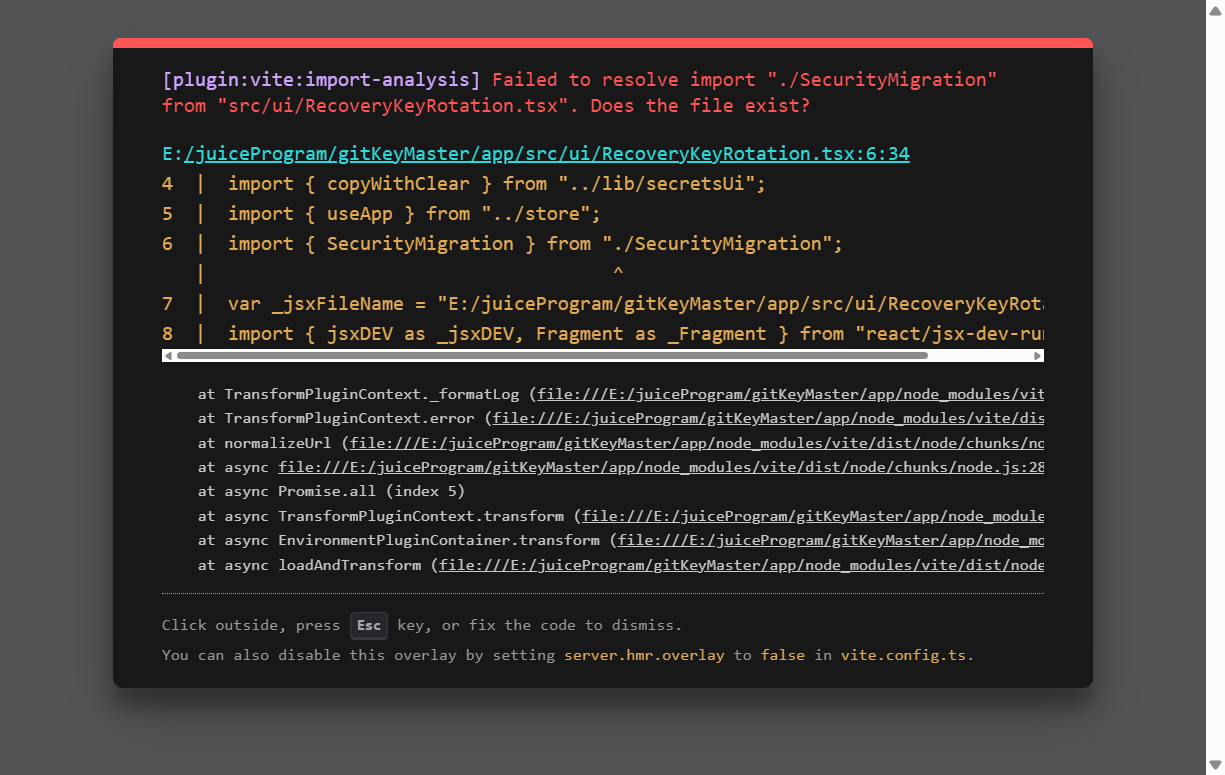 [plugin:vite:import-analysis] Failed to resolve import "./SecurityMigration"
from "src/ui/RecoveryKeyRotation.tsx". Does the file exist?
E:/juiceProgram/gitKeyMaster/app/src/ui/RecoveryKeyRotation.tsx:6:34
4  |  import { copyWithClear } from "../lib/secretsUi";
5  |  import { useApp } from "../store";
6  |  import { SecurityMigration } from "./SecurityMigration";
   |                                     ^
7  |  var _jsxFileName = "E:/juiceProgram/gitKeyMaster/app/src/ui/RecoveryKeyRota
8  |  import { jsxDEV as _jsxDEV, Fragment as _Fragment } from "react/jsx-dev-run
at TransformPluginContext._formatLog (file:///E:/juiceProgram/gitKeyMaster/app/node_modules/vit
at TransformPluginContext.error (file:///E:/juiceProgram/gitKeyMaster/app/node_modules/vite/dis
at normalizeUrl (file:///E:/juiceProgram/gitKeyMaster/app/node_modules/vite/dist/node/chunks/no
at async file:///E:/juiceProgram/gitKeyMaster/app/node_modules/vite/dist/node/chunks/node.js:28
at async Promise.all (index 5)
at async TransformPluginContext.transform (file:///E:/juiceProgram/gitKeyMaster/app/node_module
at async EnvironmentPluginContainer.transform (file:///E:/juiceProgram/gitKeyMaster/app/node_mo
at async loadAndTransform (file:///E:/juiceProgram/gitKeyMaster/app/node_modules/vite/dist/node
Click outside, press Esc key, or fix the code to dismiss.
You can also disable this overlay by setting server.hmr.overlay to false in vite.config.ts.